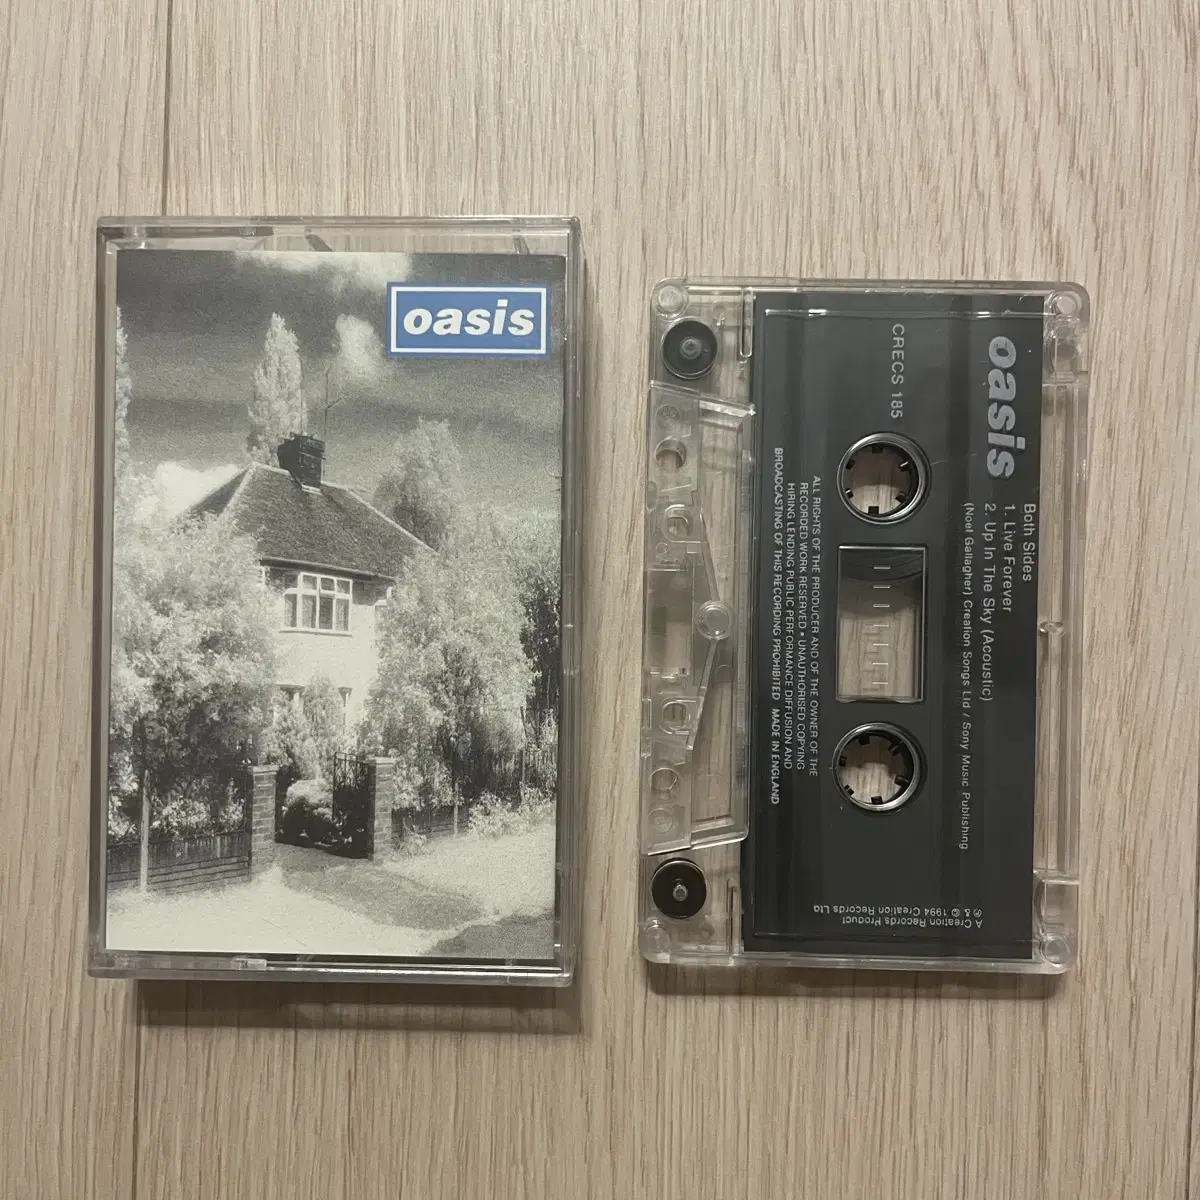 oasis
oasis
CRECS 185
Both Sides
1. Live Forever
2. Up In The Sky (Acoustic)
(Noel Gallagher) Creation Songs Ltd / Sony Music Publishing
ALL RIGHTS OF THE PRODUCER AND OF THE OWNER OF THE
RECORDED WORK RESERVED • UNAUTHORISED COPYING
HIRING LENDING PUBLIC PERFORMANCE DIFFUSION AND
BROADCASTING OF THIS RECORDING PROHIBITED MADE IN ENGLAND
A Creation Records Product
℗ & © 1994 Creation Records Ltd